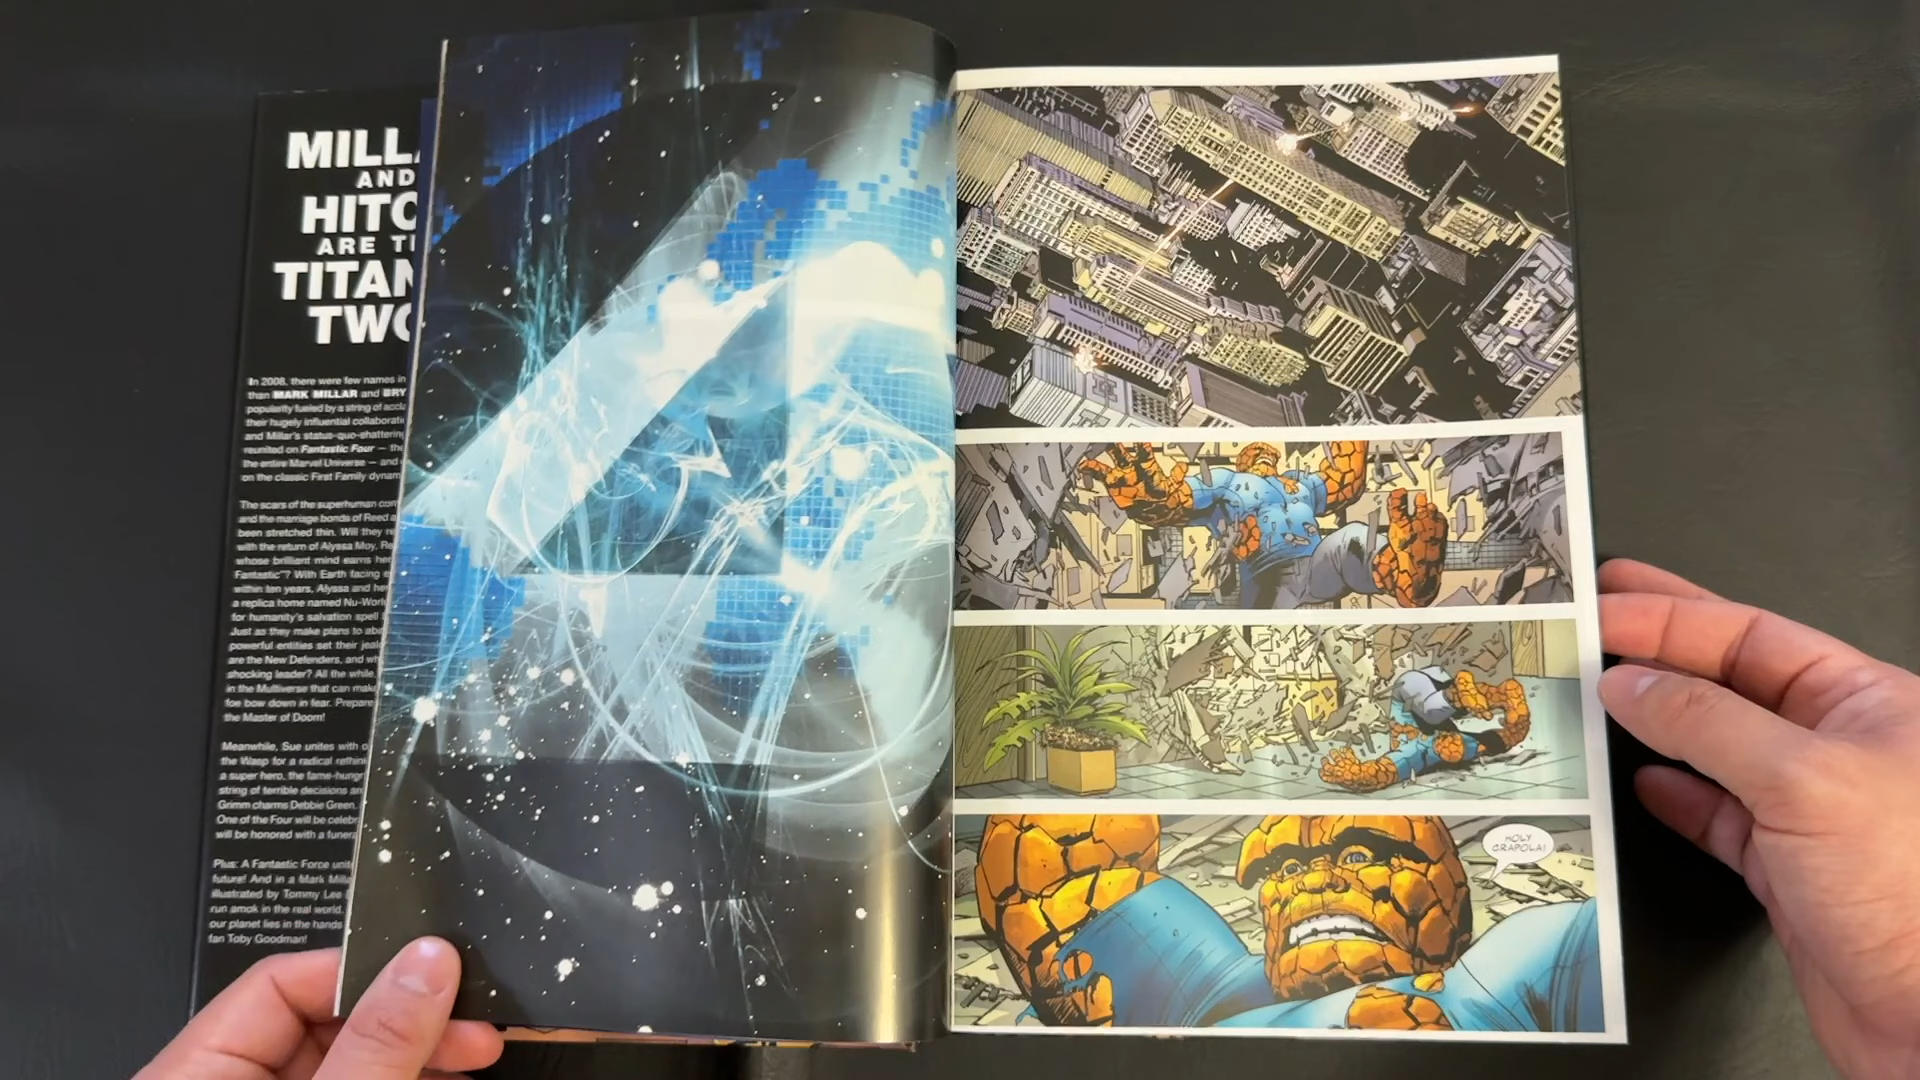 MILL
AND
HITC
ARE T
TITAN
TWO
In 2008, there were few names in
than MARK MILLAR and BRY
popularity fueled by a string of accl
their hugely influential collaborati
and Millar's status-quo-shattering
reunited on Fantastic Four — the
the entire Marvel Universe — and
on the classic First Family dynam
The scars of the superhuman con
and the marriage bonds of Reed a
been stretched thin. Will they re
with the return of Alyssa Moy, Re
whose brilliant mind earns her
Fantastic"? With Earth facing e
within ten years, Alyssa and he
a replica home named Nu-World
for humanity's salvation spell
Just as they make plans to aba
powerful entities set their jeal
are the New Defenders, and wh
shocking leader? All the while,
in the Multiverse that can make
foe bow down in fear. Prepare
the Master of Doom!
Meanwhile, Sue unites with o
the Wasp for a radical rethin
a super hero, the fame-hungr
string of terrible decisions an
Grimm charms Debbie Green.
One of the Four will be celebr
will be honored with a funera
Plus: A Fantastic Force unite
future! And in a Mark Milla
illustrated by Tommy Lee
run amok in the real world.
our planet lies in the hands
fan Toby Goodman!
HOLY
CRAPOLA!